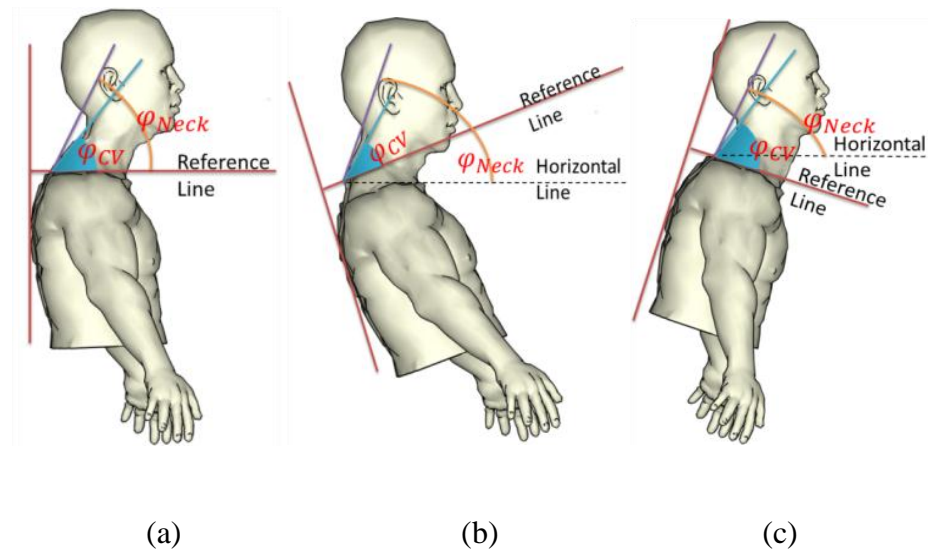 φNeck
φCV
Reference
Line
Reference
Line
φCV
φNeck
Horizontal
Line
φNeck
φCV
Horizontal
Line
Reference
Line
(a)
(b)
(c)